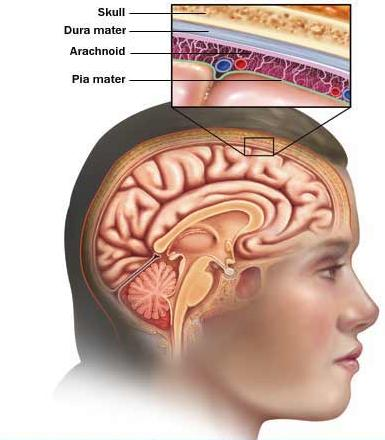 Skull
Dura mater
Arachnoid
Pia mater